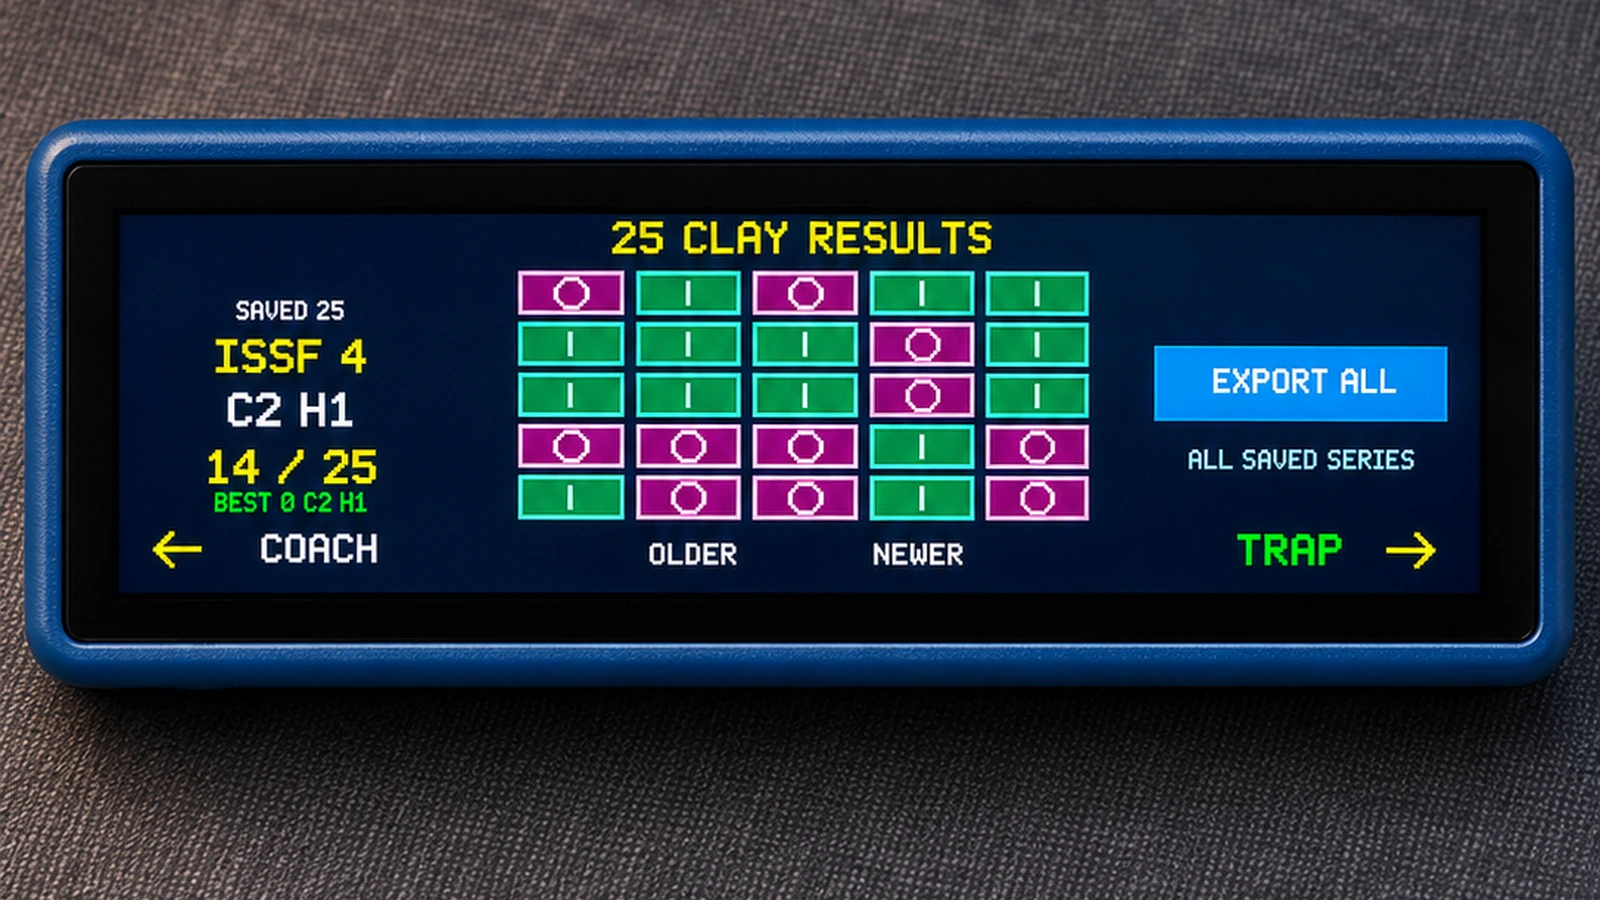 25 CLAY RESULTS
SAVED 25
ISSF 4
C2 H1
14 / 25
BEST 0 C2 H1
← COACH
O I O I I
I I I O I
I I I O I
O O O I O
I O O I O
OLDER NEWER
EXPORT ALL
ALL SAVED SERIES
TRAP →